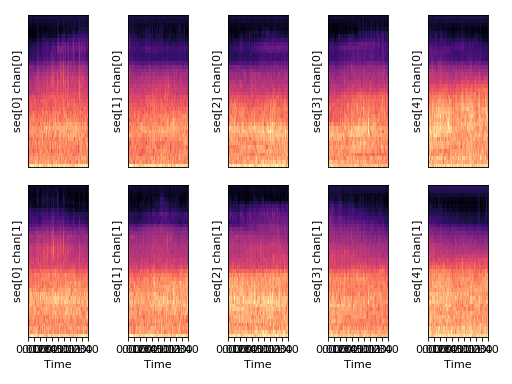 seq[0] chan[0]
seq[1] chan[0]
seq[2] chan[0]
seq[3] chan[0]
seq[4] chan[0]
seq[0] chan[1]
seq[1] chan[1]
seq[2] chan[1]
seq[3] chan[1]
seq[4] chan[1]
Time
Time
Time
Time
Time